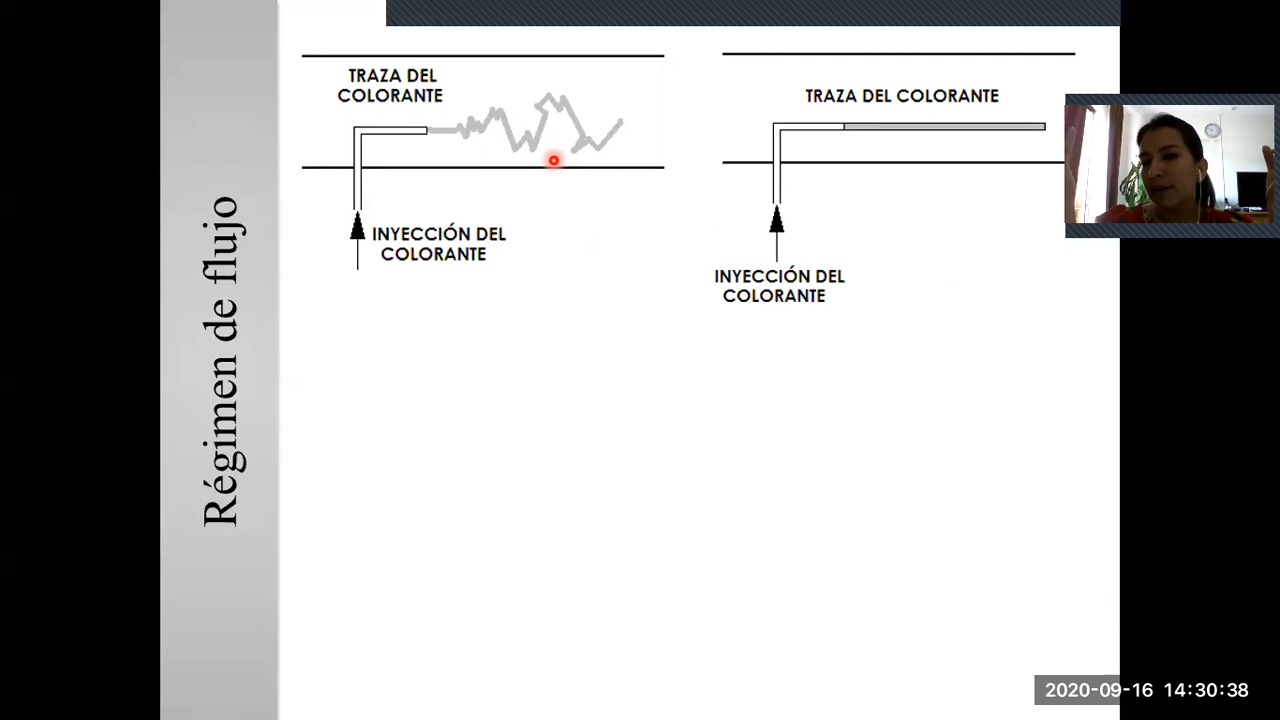 Régimen de flujo
TRAZA DEL
COLORANTE
INYECCIÓN DEL
COLORANTE
TRAZA DEL COLORANTE
INYECCIÓN DEL
COLORANTE
2020-09-16 14:30:38